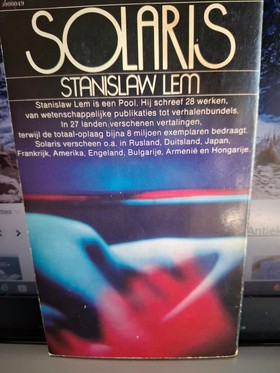 SOLARIS
STANISLAW LEM
Stanislaw Lem is een Pool. Hij schreef 28 werken,
van wetenschappelijke publikaties tot verhalenbundels.
In 27 landen verschenen vertalingen,
terwijl de totaal-oplaag bijna 8 miljoen exemplaren bedraagt.
Solaris verscheen o.a. in Rusland, Duitsland, Japan,
Frankrijk, Amerika, Engeland, Bulgarije, Armenië en Hongarije.